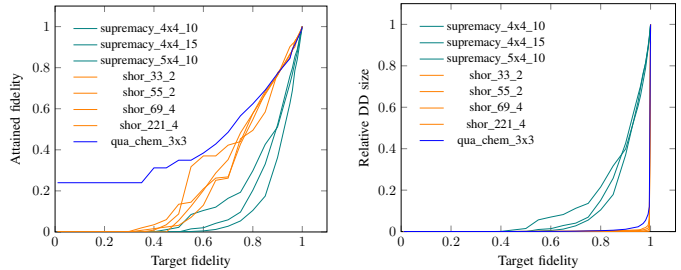 Attained fidelity
1
0.8
0.6
0.4
0.2
0
supremacy_4x4_10
supremacy_4x4_15
supremacy_5x4_10
shor_33_2
shor_55_2
shor_69_4
shor_221_4
qua_chem_3x3
0 0.2 0.4 0.6 0.8 1
Target fidelity
Relative DD size
1
0.8
0.6
0.4
0.2
0
supremacy_4x4_10
supremacy_4x4_15
supremacy_5x4_10
shor_33_2
shor_55_2
shor_69_4
shor_221_4
qua_chem_3x3
0.2 0.4 0.6 0.8 1
Target fidelity